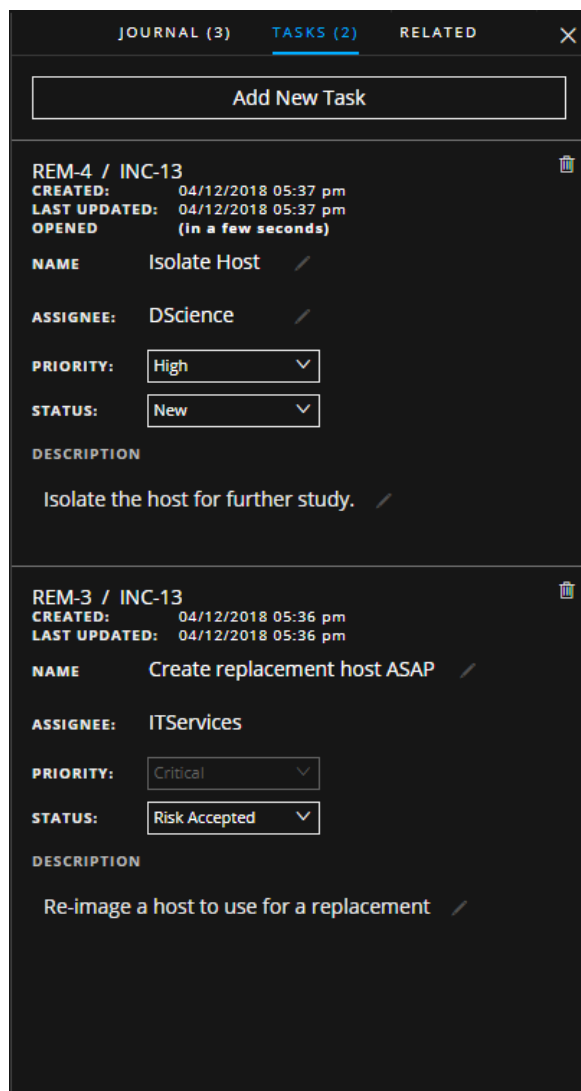 JOURNAL (3) TASKS (2) RELATED
Add New Task
REM-4 / INC-13
CREATED: 04/12/2018 05:37 pm
LAST UPDATED: 04/12/2018 05:37 pm
OPENED (in a few seconds)
NAME Isolate Host
ASSIGNEE: DScience
PRIORITY: High
STATUS: New
DESCRIPTION
Isolate the host for further study.
REM-3 / INC-13
CREATED: 04/12/2018 05:36 pm
LAST UPDATED: 04/12/2018 05:36 pm
NAME Create replacement host ASAP
ASSIGNEE: ITServices
PRIORITY: Critical
STATUS: Risk Accepted
DESCRIPTION
Re-image a host to use for a replacement